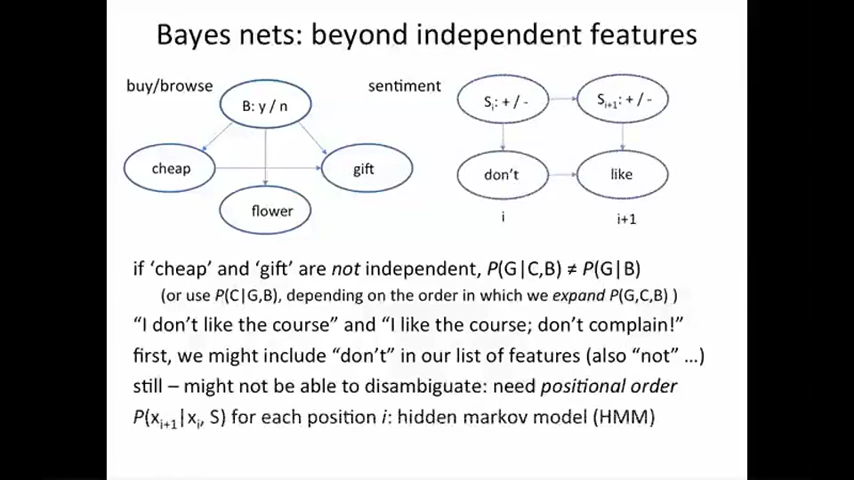 Bayes nets: beyond independent features
buy/browse
B: y / n
cheap
gift
flower
sentiment
Sᵢ: + / -
Sᵢ₊₁: + / -
don't
like
i
i+1
if 'cheap' and 'gift' are not independent, P(G|C,B) ≠ P(G|B)
(or use P(C|G,B), depending on the order in which we expand P(G,C,B) )
“I don't like the course” and “I like the course; don't complain!”
first, we might include “don't” in our list of features (also “not” …)
still – might not be able to disambiguate: need positional order
P(xᵢ₊₁|xᵢ, S) for each position i: hidden markov model (HMM)